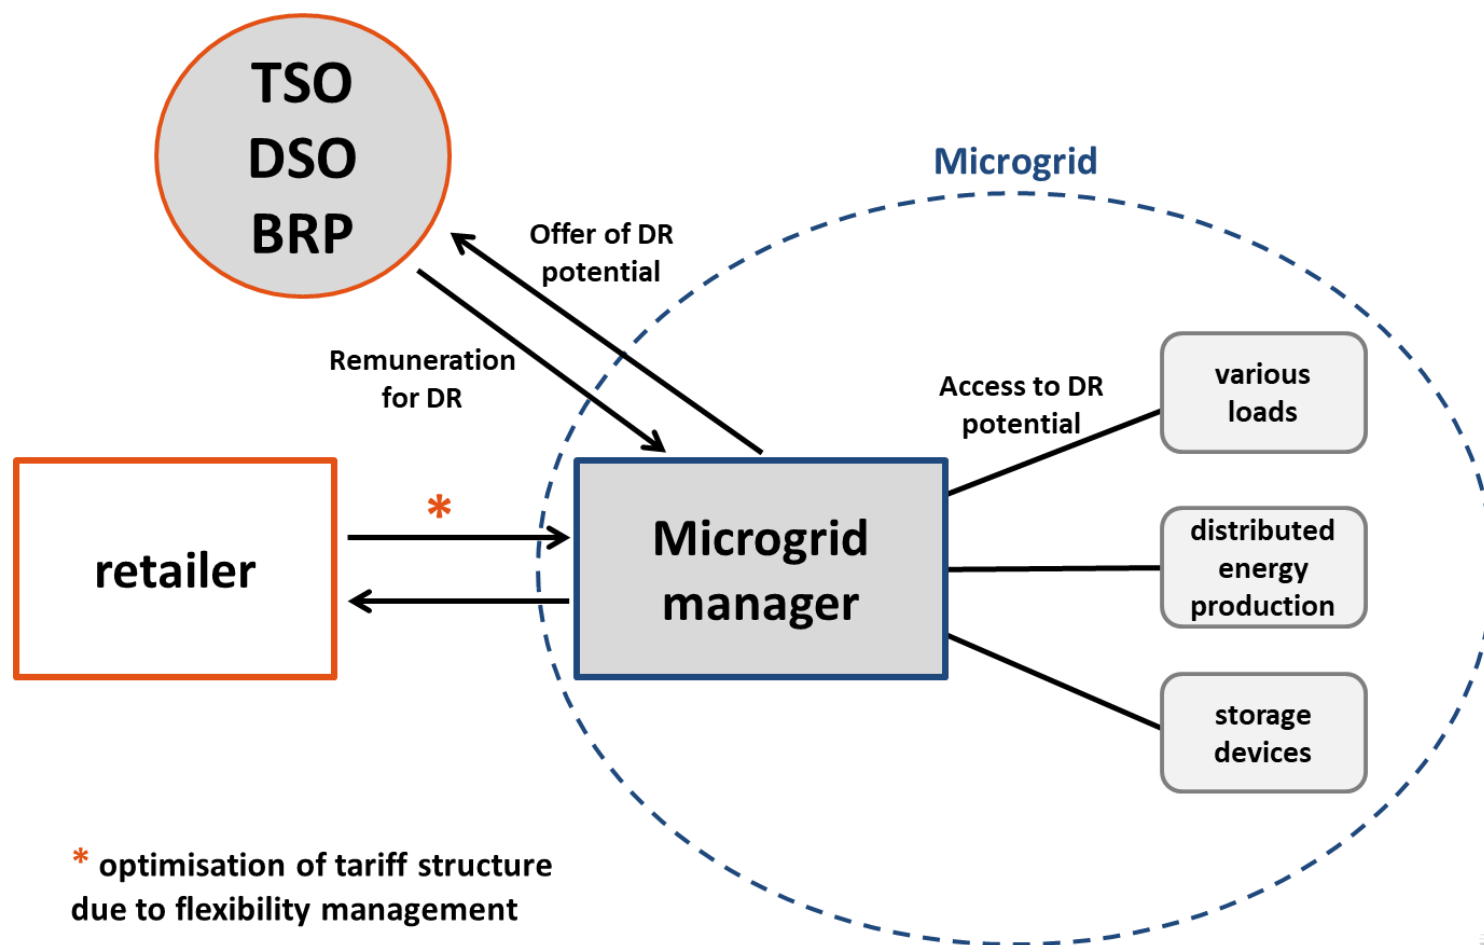 TSO
DSO
BRP
Microgrid
Offer of DR
potential
Remuneration
for DR
Access to DR
potential
various
loads
retailer
*
Microgrid
manager
distributed
energy
production
storage
devices
* optimisation of tariff structure
due to flexibility management